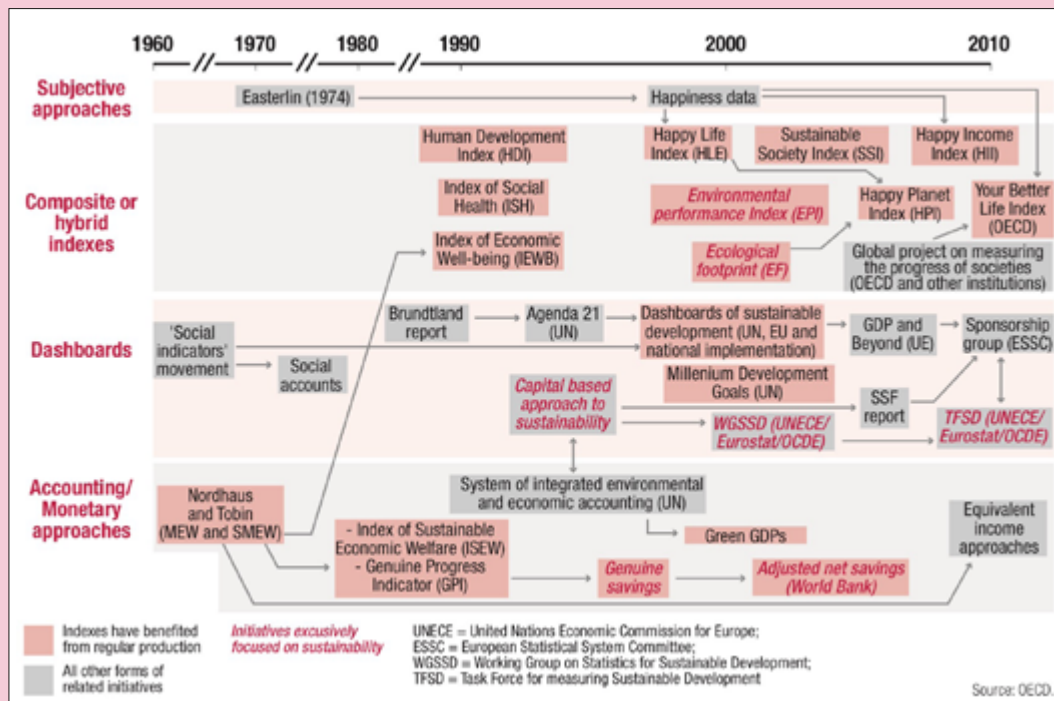 1960 1970 1980 1990 2000 2010
Subjective
approaches
Easterlin (1974)
Happiness data
Composite or
hybrid
indexes
Human Development
Index (HDI)
Happy Life
Index (HLE)
Sustainable
Society Index (SSI)
Happy Income
Index (HII)
Index of Social
Health (ISH)
Environmental
performance Index (EPI)
Happy Planet
Index (HPI)
Your Better
Life Index
(OECD)
Index of Economic
Well-being (IEWB)
Ecological
footprint (EF)
Global project on measuring
the progress of societies
(OECD and other institutions)
Dashboards
'Social
indicators'
movement
Social
accounts
Brundtland
report
Agenda 21
(UN)
Dashboards of sustainable
development (UN, EU and
national implementation)
GDP and
Beyond (UE)
Sponsorship
group (ESSC)
Millenium Development
Goals (UN)
Capital based
approach to
sustainability
SSF
report
WGSSD (UNECE/
Eurostat/OCDE)
TFSD (UNECE/
Eurostat/OCDE)
Accounting/
Monetary
approaches
Nordhaus
and Tobin
(MEW and SMEW)
System of integrated environmental
and economic accounting (UN)
- Index of Sustainable
Economic Welfare (ISEW)
- Genuine Progress
Indicator (GPI)
Green GDPs
Genuine
savings
Adjusted net savings
(World Bank)
Equivalent
income
approaches
Indexes have benefited
from regular production
All other forms of
related initiatives
Initiatives excusively
focused on sustainability
UNECE = United Nations Economic Commission for Europe;
ESSC = European Statistical System Committee;
WGSSD = Working Group on Statistics for Sustainable Development;
TFSD = Task Force for measuring Sustainable Development
Source: OECD.